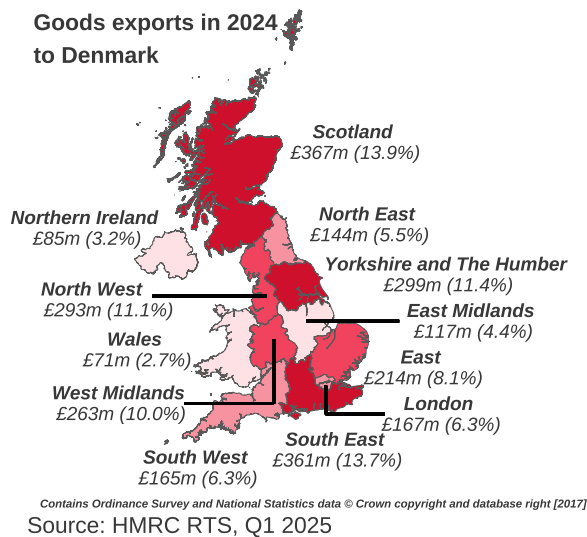 Goods exports in 2024
to Denmark
Scotland
£367m (13.9%)
Northern Ireland
£85m (3.2%)
North East
£144m (5.5%)
Yorkshire and The Humber
£299m (11.4%)
North West
£293m (11.1%)
East Midlands
£117m (4.4%)
Wales
£71m (2.7%)
East
£214m (8.1%)
West Midlands
£263m (10.0%)
London
£167m (6.3%)
South East
£361m (13.7%)
South West
£165m (6.3%)
Contains Ordinance Survey and National Statistics data © Crown copyright and database right [2017]
Source: HMRC RTS, Q1 2025